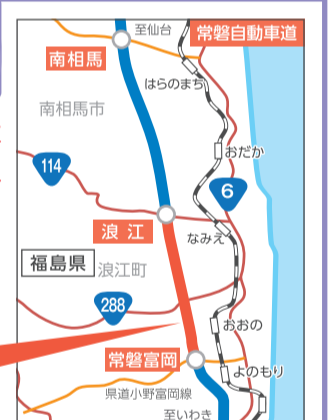 至仙台
常磐自動車道
南相馬
はらのまち
南相馬市
おだか
114
6
浪江
なみえ
福島県
浪江町
288
おおの
常磐富岡
よのもり
県道小野富岡線
至いわき